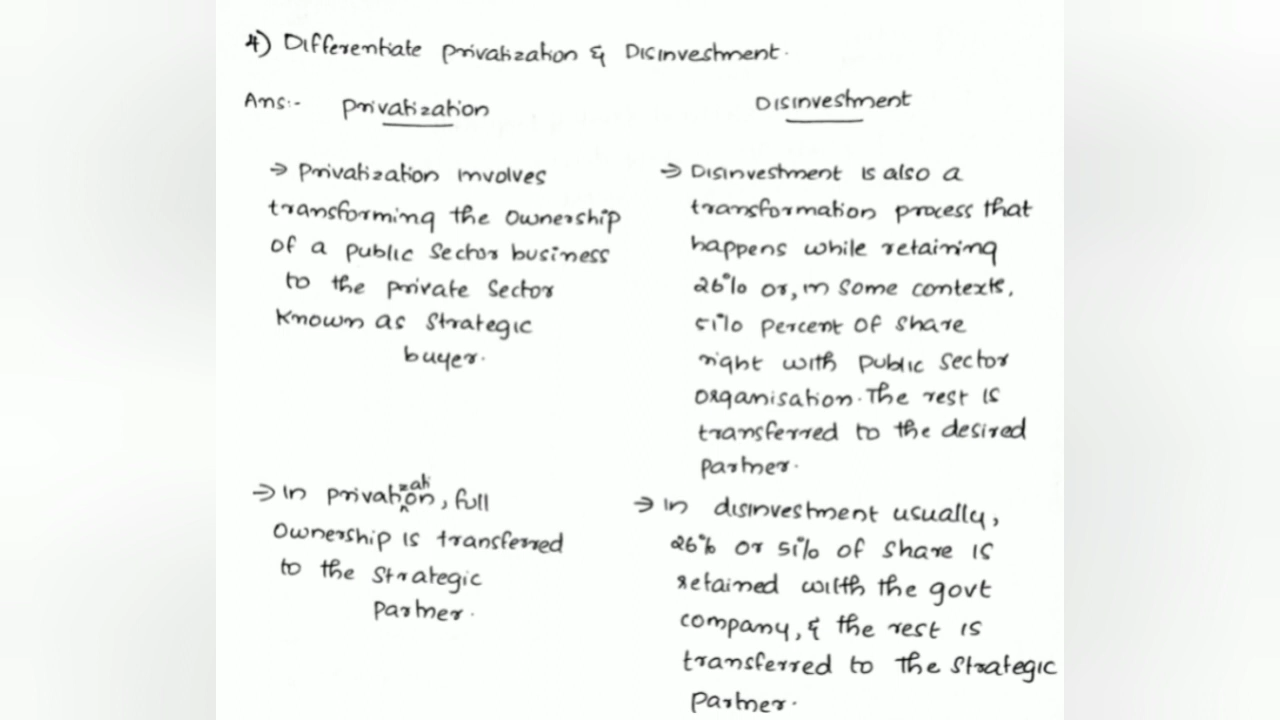 4) Differentiate privatization & Disinvestment.
Ans:- Privatization
Disinvestment
→ Privatization involves
transforming the ownership
of a public sector business
to the private sector
known as strategic
buyer.
→ In privation, full
zati
ownership is transferred
to the strategic
partner.
→ Disinvestment is also a
transformation process that
happens while retaining
26% or, in some contexts,
51% percent of share
right with public sector
organisation. The rest is
transferred to the desired
partner.
→ In disinvestment usually,
26% or 51% of share is
retained wilth the govt
company, & the rest is
transferred to the strategic
partner.